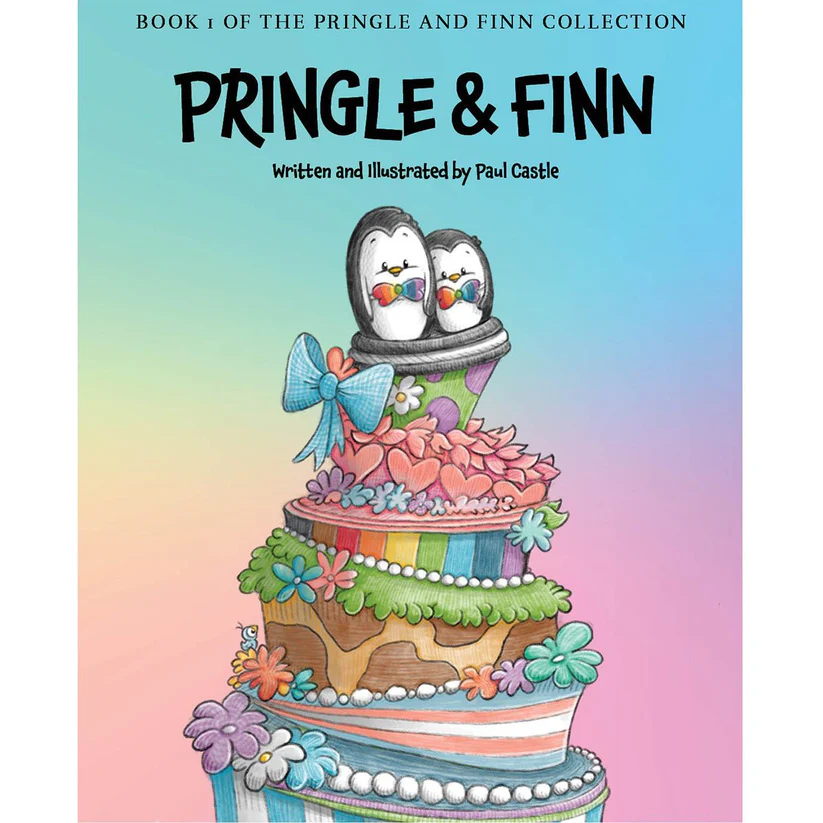 BOOK 1 OF THE PRINGLE AND FINN COLLECTION
PRINGLE & FINN
Written and Illustrated by Paul Castle